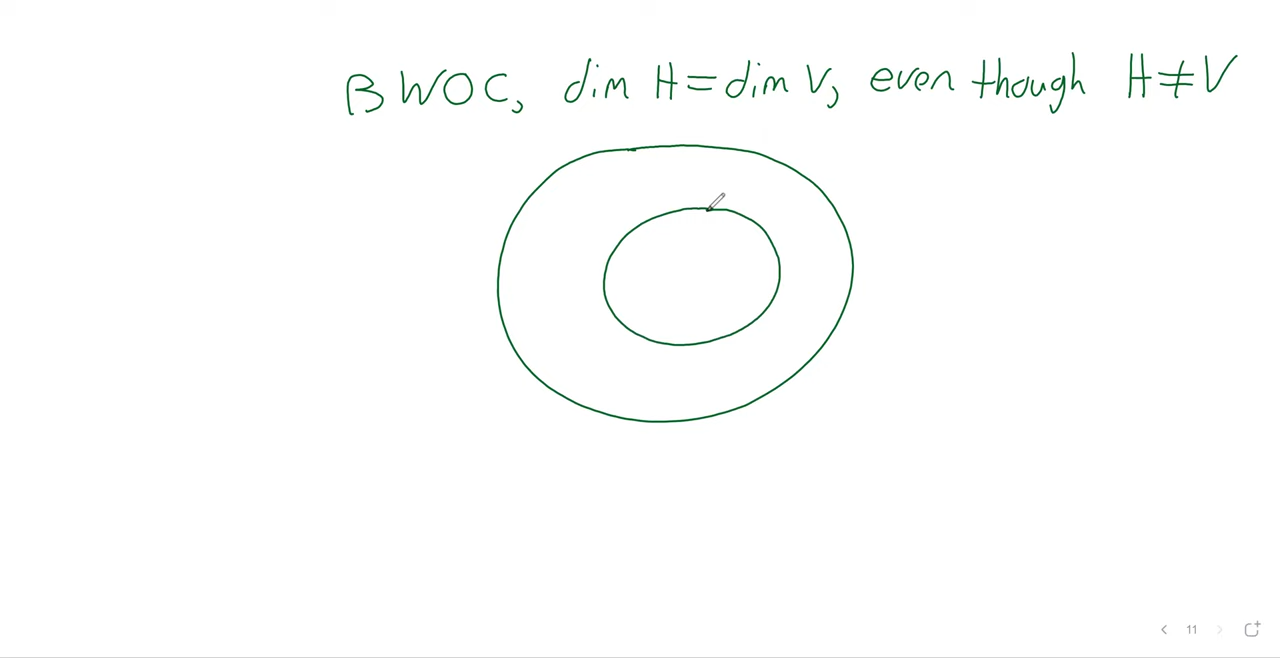 BWOC, dim H = dim V, even though H ≠ V
11